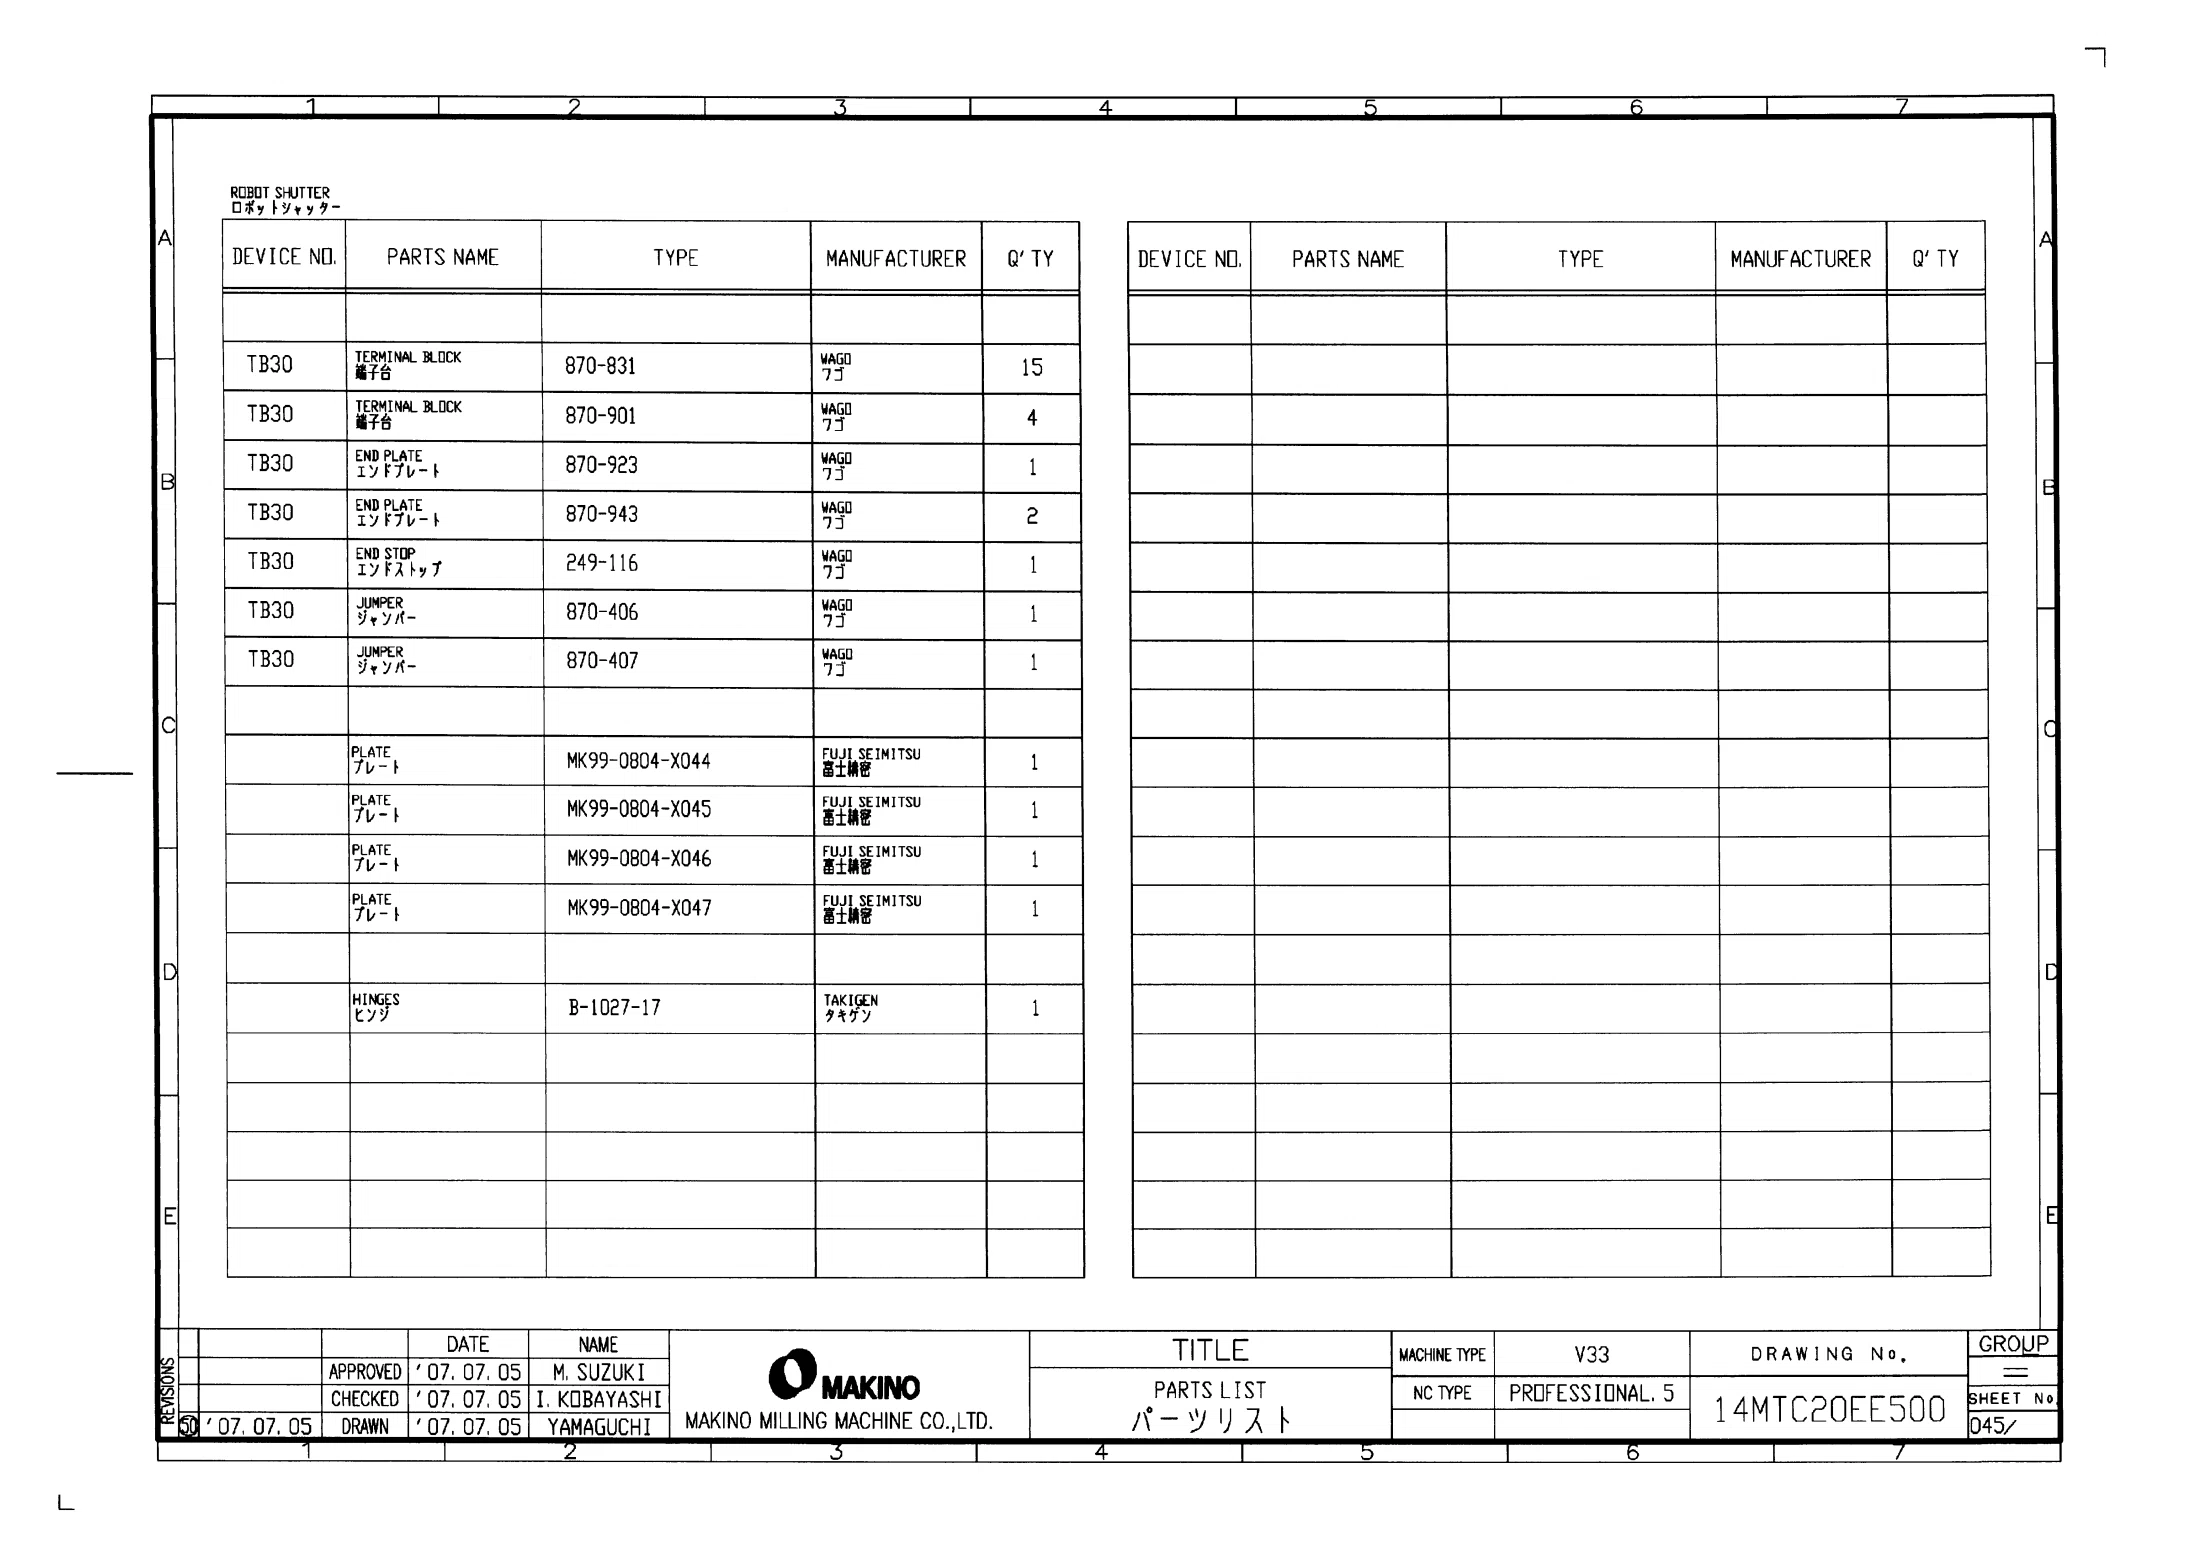 1 2 3 4 5 6 7
ROBOT SHUTTER
ロボットシャッター
A A
DEVICE NO. PARTS NAME TYPE MANUFACTURER Q'TY DEVICE NO. PARTS NAME TYPE MANUFACTURER Q'TY
TB30 TERMINAL BLOCK 870-831 WAGO 15
端子台 ワゴ
TB30 TERMINAL BLOCK 870-901 WAGO 4
端子台 ワゴ
TB30 END PLATE 870-923 WAGO 1
エンドプレート ワゴ
B B
TB30 END PLATE 870-943 WAGO 2
エンドプレート ワゴ
TB30 END STOP 249-116 WAGO 1
エンドストップ ワゴ
TB30 JUMPER 870-406 WAGO 1
ジャンパー ワゴ
TB30 JUMPER 870-407 WAGO 1
ジャンパー ワゴ
C C
PLATE MK99-0804-X044 FUJI SEIMITSU 1
プレート 富士精密
PLATE MK99-0804-X045 FUJI SEIMITSU 1
プレート 富士精密
PLATE MK99-0804-X046 FUJI SEIMITSU 1
プレート 富士精密
PLATE MK99-0804-X047 FUJI SEIMITSU 1
プレート 富士精密
D D
HINGES B-1027-17 TAKIGEN 1
ヒンジ タキゲン
E E
REVISIONS
50 '07.07.05
DATE NAME
APPROVED '07.07.05 M. SUZUKI
CHECKED '07.07.05 I. KOBAYASHI
DRAWN '07.07.05 YAMAGUCHI
MAKINO
MAKINO MILLING MACHINE CO.,LTD.
TITLE
PARTS LIST
パーツリスト
MACHINE TYPE V33
NC TYPE PROFESSIONAL. 5
DRAWING No.
14MTC20EE500
GROUP
=
SHEET No.
045/
1 2 3 4 5 6 7